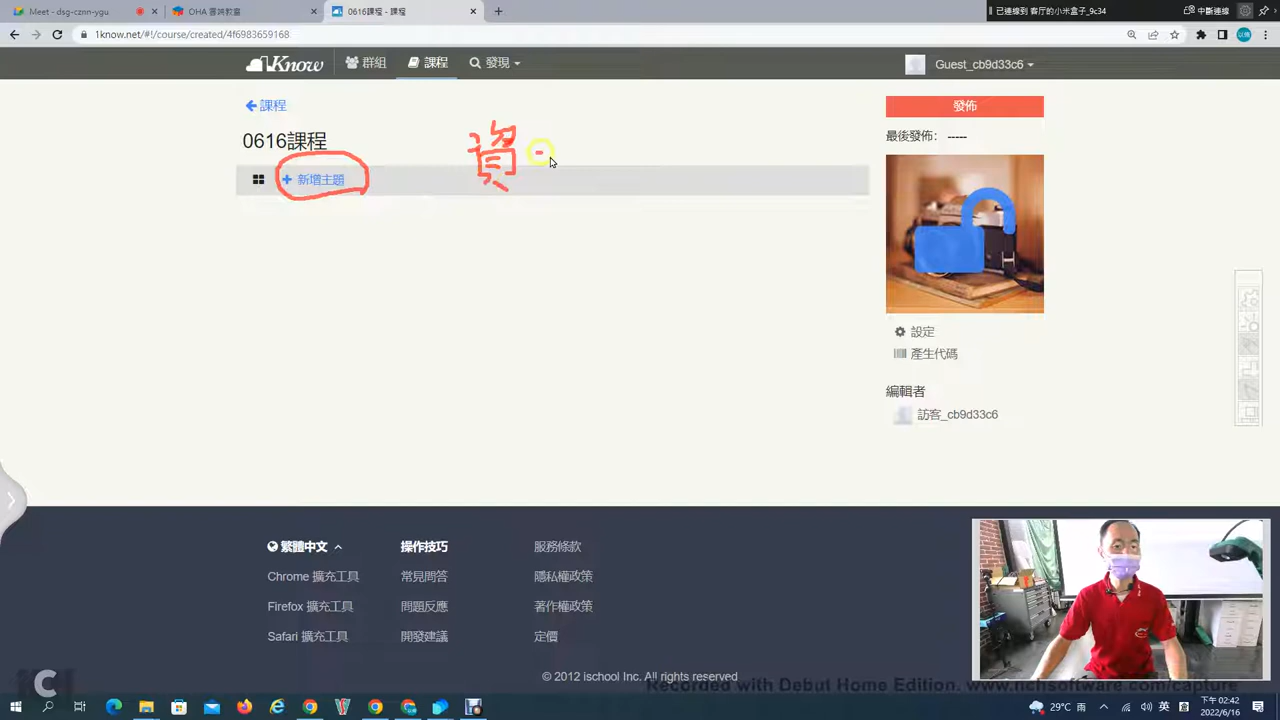 Meet - dsg-cznn-ygu
OHA 雲端教室
0616課程 - 課程
已連線到 客厅的小米盒子_9c34
中斷連線
1know.net/#!/course/created/4f6983659168
1Know
群組
課程
發現
Guest_cb9d33c6
課程
0616課程
新增主題
資
發佈
最後發佈: -----
設定
產生代碼
編輯者
訪客_cb9d33c6
繁體中文
操作技巧
服務條款
Chrome 擴充工具
常見問答
隱私權政策
Firefox 擴充工具
問題反應
著作權政策
Safari 擴充工具
開發建議
定價
© 2012 ischool Inc. All rights reserved
Recorded with Debut Home Edition. www.nchsoftware.com/capture
29°C 雨
英
下午 02:42
2022/6/16